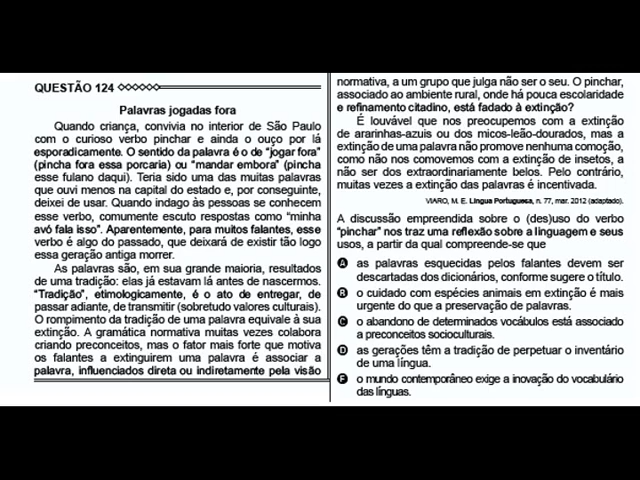 QUESTÃO 124
Palavras jogadas fora
Quando criança, convivia no interior de São Paulo
com o curioso verbo pinchar e ainda o ouço por lá
esporadicamente. O sentido da palavra é o de "jogar fora"
(pincha fora essa porcaria) ou "mandar embora" (pincha
esse fulano daqui). Teria sido uma das muitas palavras
que ouvi menos na capital do estado e, por conseguinte,
deixei de usar. Quando indago às pessoas se conhecem
esse verbo, comumente escuto respostas como "minha
avó fala isso". Aparentemente, para muitos falantes, esse
verbo é algo do passado, que deixará de existir tão logo
essa geração antiga morrer.
As palavras são, em sua grande maioria, resultados
de uma tradição: elas já estavam lá antes de nascermos.
"Tradição", etimologicamente, é o ato de entregar, de
passar adiante, de transmitir (sobretudo valores culturais).
O rompimento da tradição de uma palavra equivale à sua
extinção. A gramática normativa muitas vezes colabora
criando preconceitos, mas o fator mais forte que motiva
os falantes a extinguirem uma palavra é associar a
palavra, influenciados direta ou indiretamente pela visão
normativa, a um grupo que julga não ser o seu. O pinchar,
associado ao ambiente rural, onde há pouca escolaridade
e refinamento citadino, está fadado à extinção?
É louvável que nos preocupemos com a extinção
de ararinhas-azuis ou dos micos-leão-dourados, mas a
extinção de uma palavra não promove nenhuma comoção,
como não nos comovemos com a extinção de insetos, a
não ser dos extraordinariamente belos. Pelo contrário,
muitas vezes a extinção das palavras é incentivada.
VIARO, M. E. Língua Portuguesa, n. 77, mar. 2012 (adaptado).
A discussão empreendida sobre o (des)uso do verbo
"pinchar" nos traz uma reflexão sobre a linguagem e seus
usos, a partir da qual compreende-se que
A as palavras esquecidas pelos falantes devem ser
descartadas dos dicionários, conforme sugere o título.
B o cuidado com espécies animais em extinção é mais
urgente do que a preservação de palavras.
C o abandono de determinados vocábulos está associado
a preconceitos socioculturais.
D as gerações têm a tradição de perpetuar o inventário
de uma língua.
E o mundo contemporâneo exige a inovação do vocabulário
das línguas.